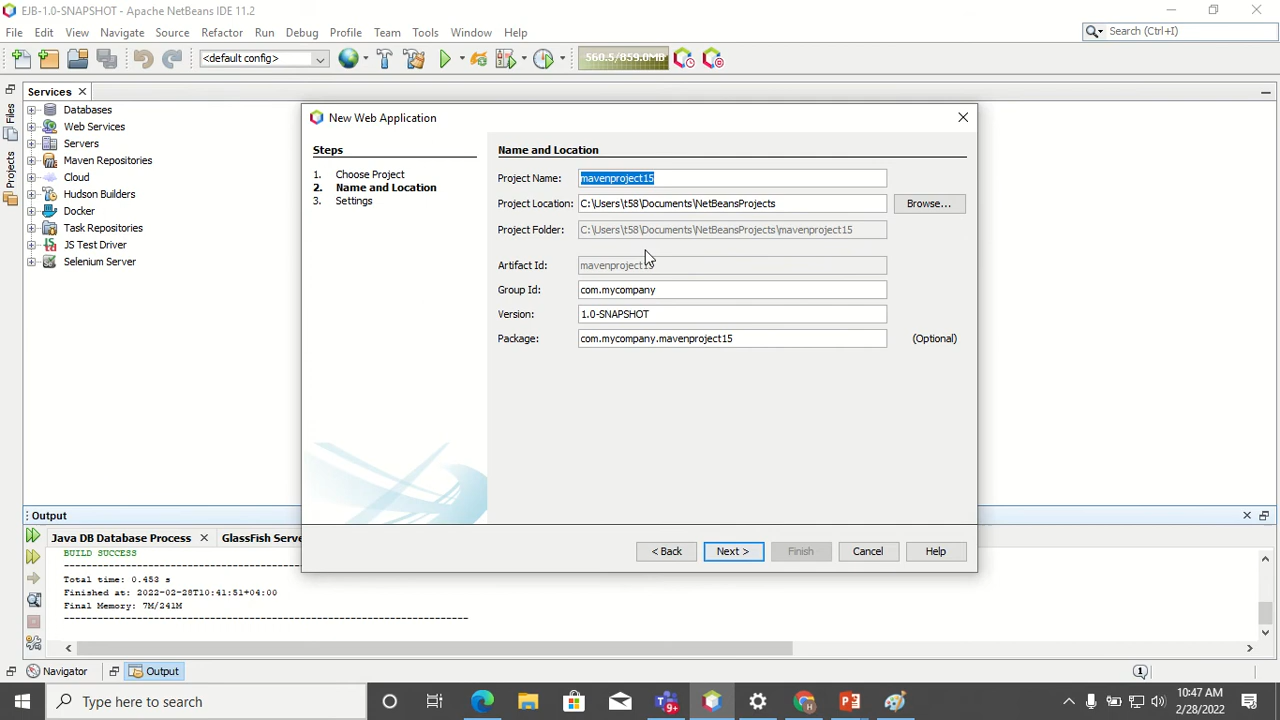 EJB-1.0-SNAPSHOT - Apache NetBeans IDE 11.2
File Edit View Navigate Source Refactor Run Debug Profile Team Tools Window Help
Search (Ctrl+I)
<default config>
560.5/859.0MB
Services
Databases
Web Services
Servers
Maven Repositories
Cloud
Hudson Builders
Docker
Task Repositories
JS Test Driver
Selenium Server
Files
Projects
New Web Application
Steps
1. Choose Project
2. Name and Location
3. Settings
Name and Location
Project Name: mavenproject15
Project Location: C:\Users\t58\Documents\NetBeansProjects Browse...
Project Folder: C:\Users\t58\Documents\NetBeansProjects\mavenproject15
Artifact Id: mavenproject15
Group Id: com.mycompany
Version: 1.0-SNAPSHOT
Package: com.mycompany.mavenproject15 (Optional)
< Back Next > Finish Cancel Help
Output
Java DB Database Process GlassFish Serve
BUILD SUCCESS
------------------------------------------------------------------------
Total time: 0.453 s
Finished at: 2022-02-28T10:41:51+04:00
Final Memory: 7M/241M
------------------------------------------------------------------------
Navigator Output
1
Type here to search
9+
10:47 AM
2/28/2022